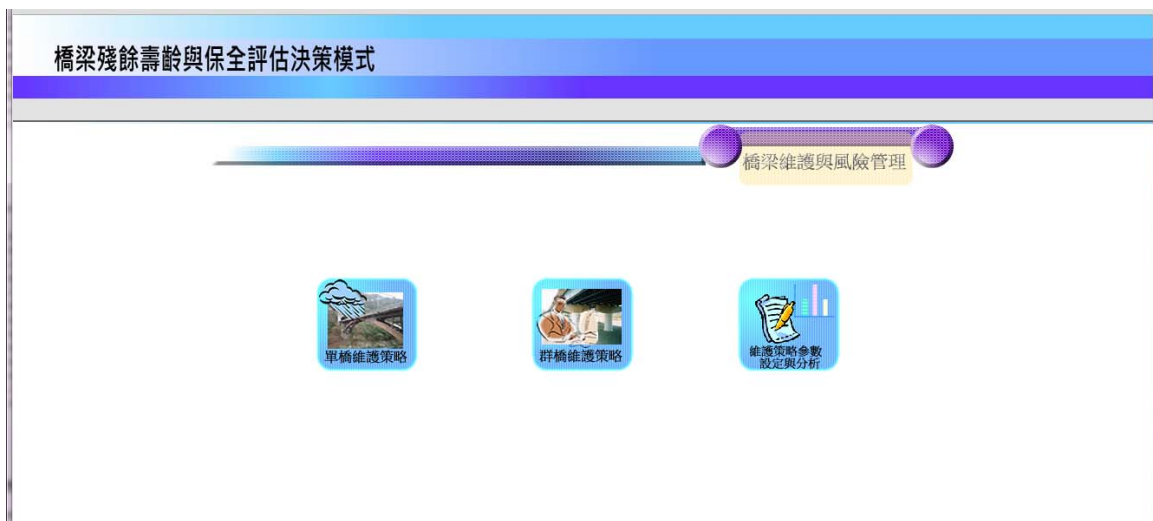 橋梁殘餘壽齡與保全評估決策模式
橋梁維護與風險管理
單橋維護策略
群橋維護策略
維護策略參數
設定與分析